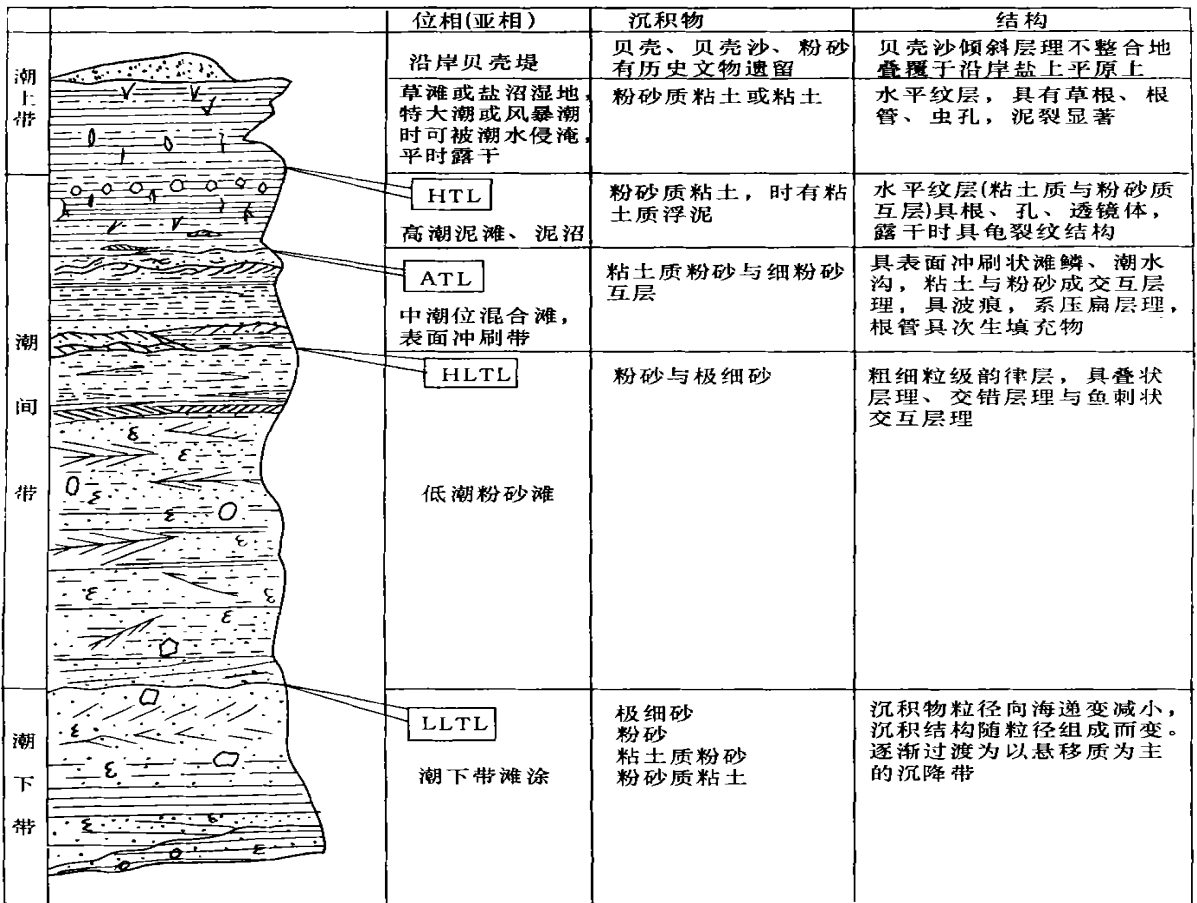 位相(亚相)
沉积物
结构
潮上带
沿岸贝壳堤
贝壳、贝壳沙、粉砂
有历史文物遗留
贝壳沙倾斜层理不整合地
叠覆于沿岸盐上平原上
草滩或盐沼湿地，
特大潮或风暴潮
时可被潮水侵淹，
平时露干
粉砂质粘土或粘土
水平纹层，具有草根、根
管、虫孔，泥裂显著
潮间带
HTL
高潮泥滩、泥沼
粉砂质粘土，时有粘
土质浮泥
水平纹层(粘土质与粉砂质
互层)具根、孔、透镜体，
露干时具龟裂纹结构
ATL
中潮位混合滩，
表面冲刷带
粘土质粉砂与细粉砂
互层
具表面冲刷状滩鳞、潮水
沟，粘土与粉砂成交互层
理，具波痕，系压扁层理，
根管具次生填充物
HLTL
低潮粉砂滩
粉砂与极细砂
粗细粒级韵律层，具叠状
层理、交错层理与鱼刺状
交互层理
潮下带
LLTL
潮下带滩涂
极细砂
粉砂
粘土质粉砂
粉砂质粘土
沉积物粒径向海递变减小，
沉积结构随粒径组成而变。
逐渐过渡为以悬移质为主
的沉降带